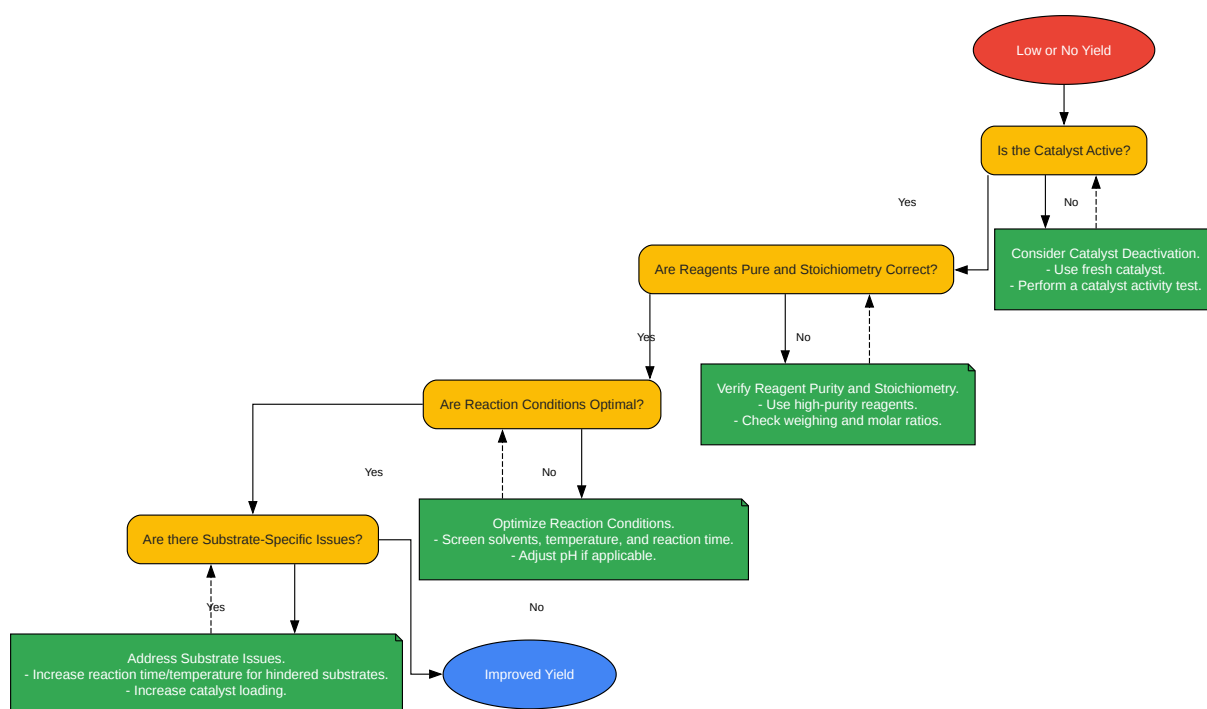 Low or No Yield
Is the Catalyst Active?
Yes
No
Consider Catalyst Deactivation.
- Use fresh catalyst.
- Perform a catalyst activity test.
Are Reagents Pure and Stoichiometry Correct?
Yes
No
Verify Reagent Purity and Stoichiometry.
- Use high-purity reagents.
- Check weighing and molar ratios.
Are Reaction Conditions Optimal?
Yes
No
Optimize Reaction Conditions.
- Screen solvents, temperature, and reaction time.
- Adjust pH if applicable.
Are there Substrate-Specific Issues?
Yes
No
Address Substrate Issues.
- Increase reaction time/temperature for hindered substrates.
- Increase catalyst loading.
Improved Yield